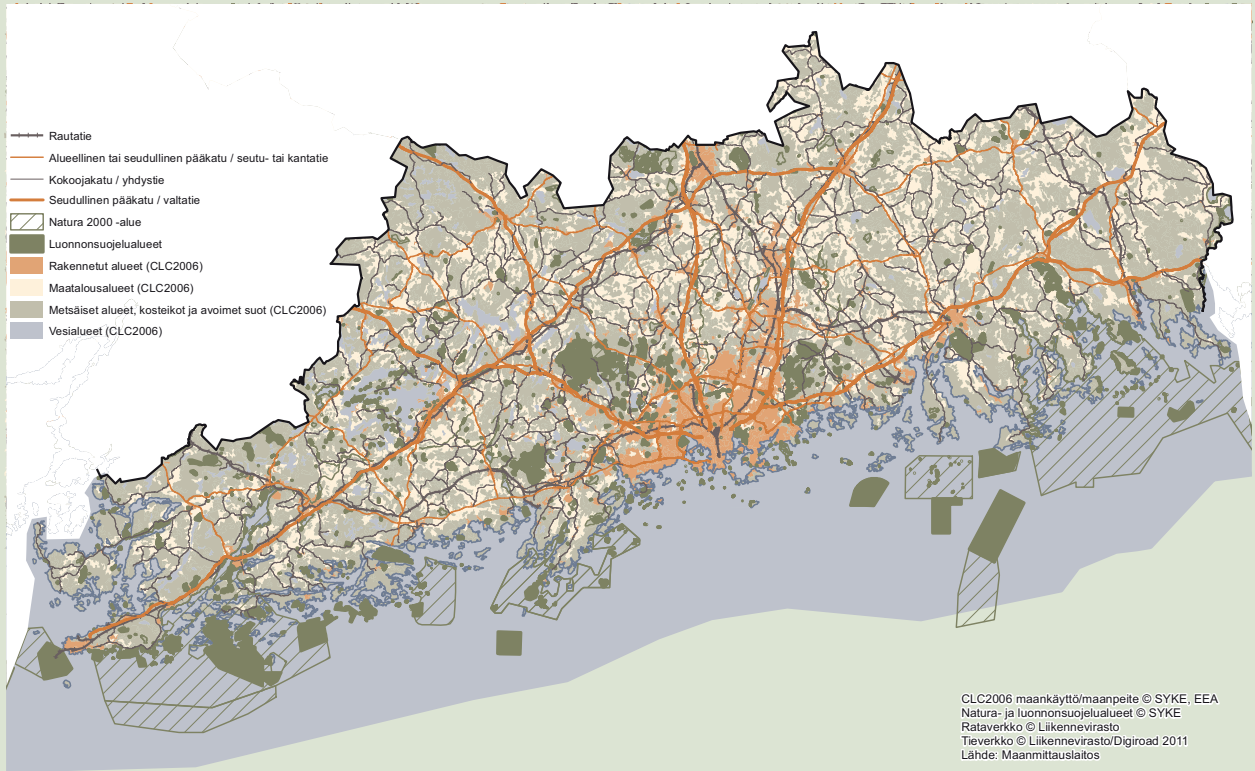 Rautatie
Alueellinen tai seudullinen pääkatu / seutu- tai kantatie
Kokoojakatu / yhdystie
Seudullinen pääkatu / valtatie
Natura 2000 -alue
Luonnonsuojelualueet
Rakennetut alueet (CLC2006)
Maatalousalueet (CLC2006)
Metsäiset alueet, kosteikot ja avoimet suot (CLC2006)
Vesialueet (CLC2006)
CLC2006 maankäyttö/maanpeite © SYKE, EEA
Natura- ja luonnonsuojelualueet © SYKE
Rataverkko © Liikennevirasto
Tieverkko © Liikennevirasto/Digiroad 2011
Lähde: Maanmittauslaitos